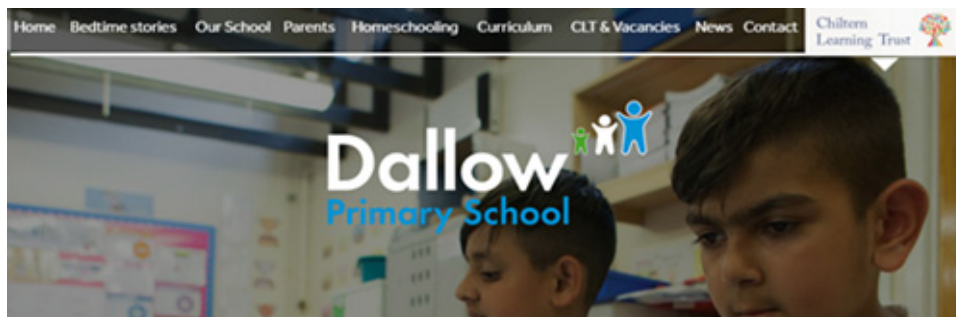 Home Bedtime stories Our School Parents Homeschooling Curriculum CLT & Vacancies News Contact
Chiltern
Learning Trust
Dallow
Primary School